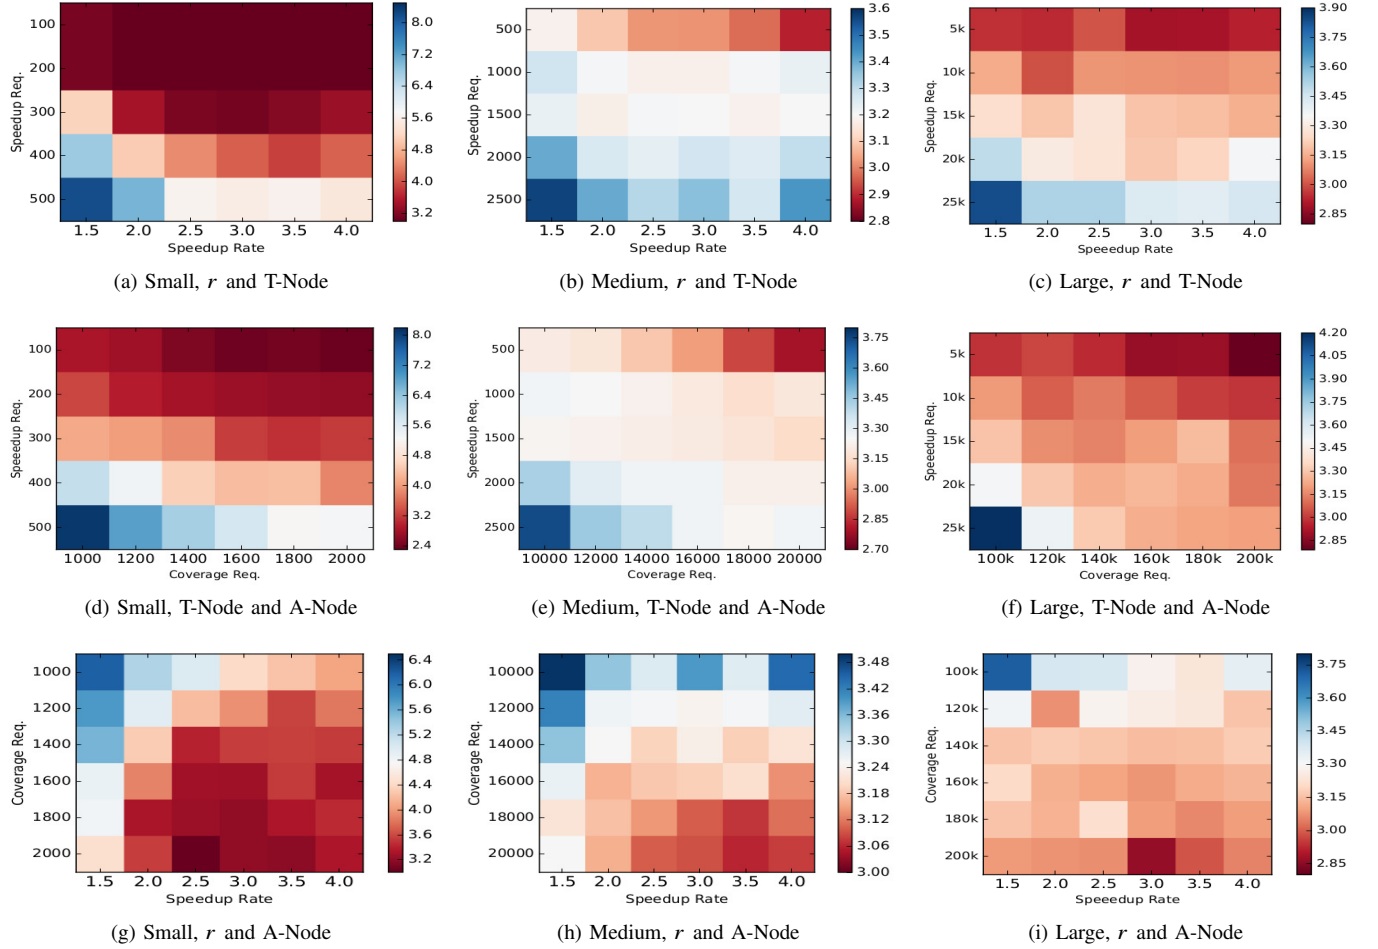 100
200
300
400
500
Speedup Req.
1.5 2.0 2.5 3.0 3.5 4.0
Speedup Rate
8.0
7.2
6.4
5.6
4.8
4.0
3.2
(a) Small, r and T-Node
500
1000
1500
2000
2500
Speedup Req.
1.5 2.0 2.5 3.0 3.5 4.0
Speedup Rate
3.6
3.5
3.4
3.3
3.2
3.1
3.0
2.9
2.8
(b) Medium, r and T-Node
5k
10k
15k
20k
25k
Speedup Req.
1.5 2.0 2.5 3.0 3.5 4.0
Speedup Rate
3.90
3.75
3.60
3.45
3.30
3.15
3.00
2.85
(c) Large, r and T-Node
100
200
300
400
500
Speeedup Req.
1000 1200 1400 1600 1800 2000
Coverage Req.
8.0
7.2
6.4
5.6
4.8
4.0
3.2
2.4
(d) Small, T-Node and A-Node
500
1000
1500
2000
2500
Speedup Req.
10000 12000 14000 16000 18000 20000
Coverage Req.
3.75
3.60
3.45
3.30
3.15
3.00
2.85
2.70
(e) Medium, T-Node and A-Node
5k
10k
15k
20k
25k
Speeedup Req.
100k 120k 140k 160k 180k 200k
Coverage Req.
4.20
4.05
3.90
3.75
3.60
3.45
3.30
3.15
3.00
2.85
(f) Large, T-Node and A-Node
1000
1200
1400
1600
1800
2000
Coverage Req.
1.5 2.0 2.5 3.0 3.5 4.0
Speedup Rate
6.4
6.0
5.6
5.2
4.8
4.4
4.0
3.6
3.2
(g) Small, r and A-Node
10000
12000
14000
16000
18000
20000
Coverage Req.
1.5 2.0 2.5 3.0 3.5 4.0
Speedup Rate
3.48
3.42
3.36
3.30
3.24
3.18
3.12
3.06
3.00
(h) Medium, r and A-Node
100k
120k
140k
160k
180k
200k
Coverage Req.
1.5 2.0 2.5 3.0 3.5 4.0
Speeedup Rate
3.75
3.60
3.45
3.30
3.15
3.00
2.85
(i) Large, r and A-Node